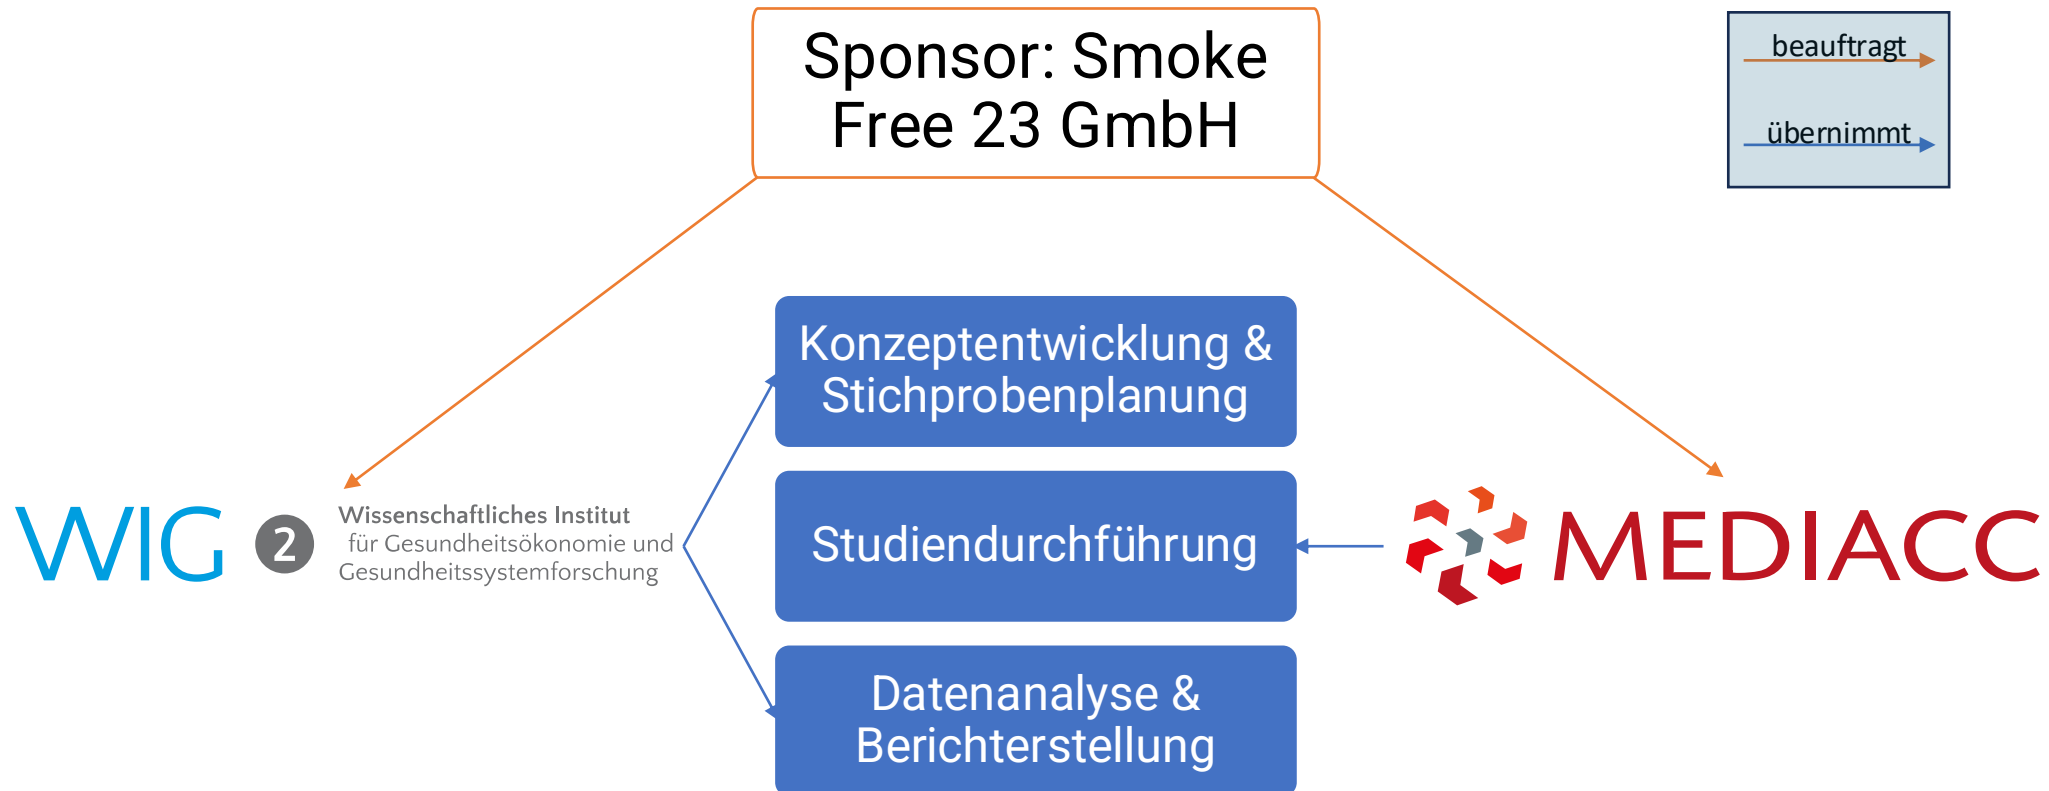 Sponsor: Smoke
Free 23 GmbH
beauftragt
übernimmt
Konzeptentwicklung &
Stichprobenplanung
WIG 2
Wissenschaftliches Institut
für Gesundheitsökonomie und
Gesundheitssystemforschung
Studiendurchführung
MEDIACC
Datenanalyse &
Berichterstellung